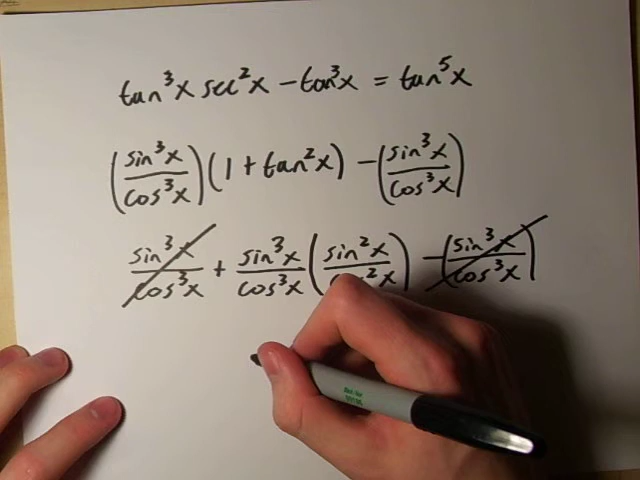 tan³x sec²x − tan³x = tan⁵x
(sin³x/cos³x)(1 + tan²x) − (sin³x/cos³x)
sin³x/cos³x + sin³x/cos³x (sin²x/cos²x) − (sin³x/cos³x)